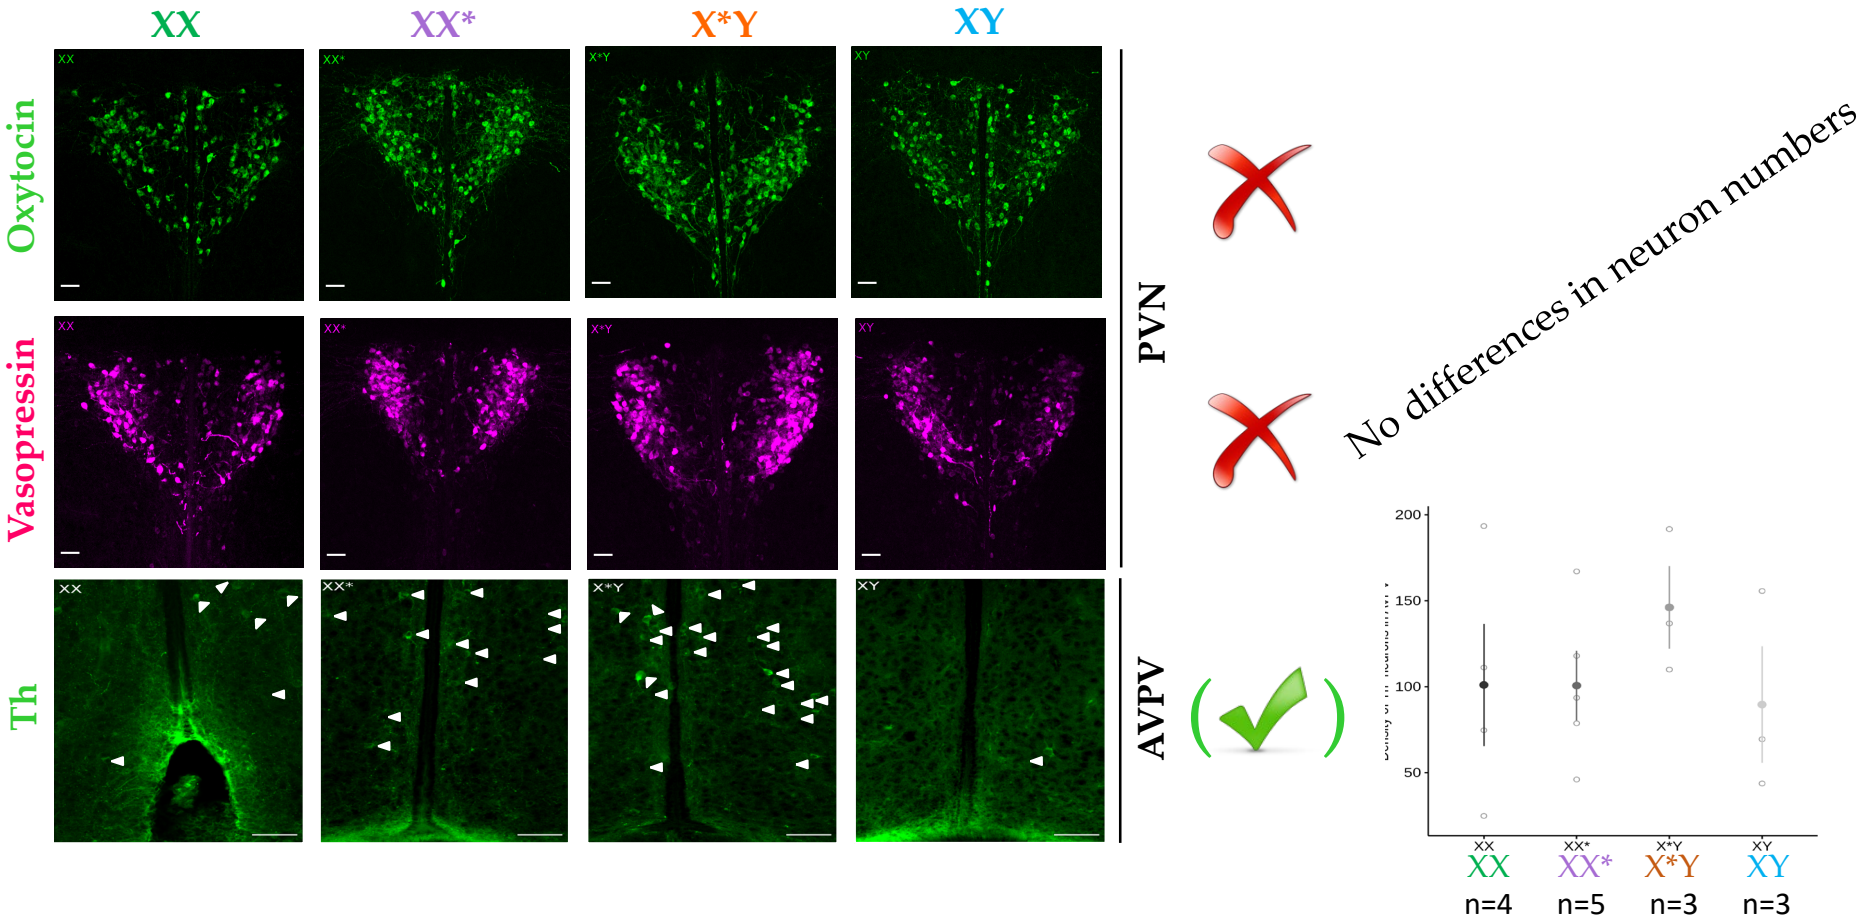 XX XX* X*Y XY
Oxytocin
XX XX* X*Y XY
Vasopressin
XX XX* X*Y XY
PVN
Th
XX XX* X*Y XY
AVPV
( )
No differences in neuron numbers
200
150
100
50
XX XX* X*Y XY
XX XX* X*Y XY
n=4 n=5 n=3 n=3